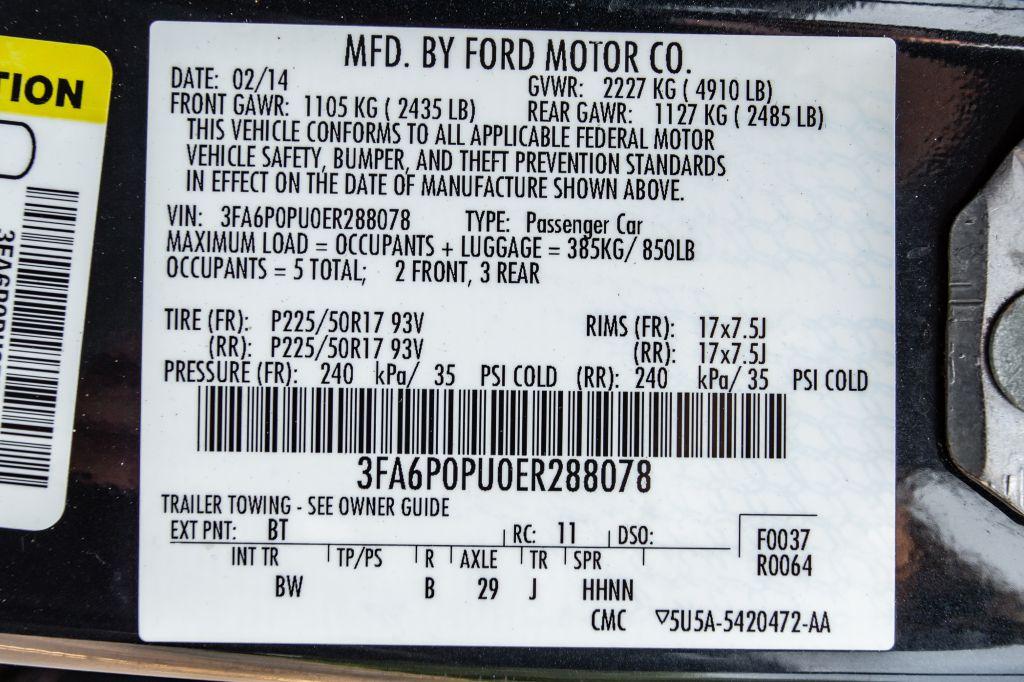 TION
MFD. BY FORD MOTOR CO.
DATE: 02/14 GVWR: 2227 KG ( 4910 LB)
FRONT GAWR: 1105 KG ( 2435 LB) REAR GAWR: 1127 KG ( 2485 LB)
THIS VEHICLE CONFORMS TO ALL APPLICABLE FEDERAL MOTOR
VEHICLE SAFETY, BUMPER, AND THEFT PREVENTION STANDARDS
IN EFFECT ON THE DATE OF MANUFACTURE SHOWN ABOVE.
VIN: 3FA6P0PU0ER288078 TYPE: Passenger Car
MAXIMUM LOAD = OCCUPANTS + LUGGAGE = 385KG/ 850LB
OCCUPANTS = 5 TOTAL; 2 FRONT, 3 REAR
TIRE (FR): P225/50R17 93V RIMS (FR): 17x7.5J
(RR): P225/50R17 93V (RR): 17x7.5J
PRESSURE (FR): 240 kPa/ 35 PSI COLD (RR): 240 kPa/ 35 PSI COLD
3FA6P0PU0ER288078
TRAILER TOWING - SEE OWNER GUIDE
EXT PNT: BT RC: 11 DSO: F0037
INT TR TP/PS R AXLE TR SPR R0064
BW B 29 J HHNN
CMC ▽5U5A-5420472-AA